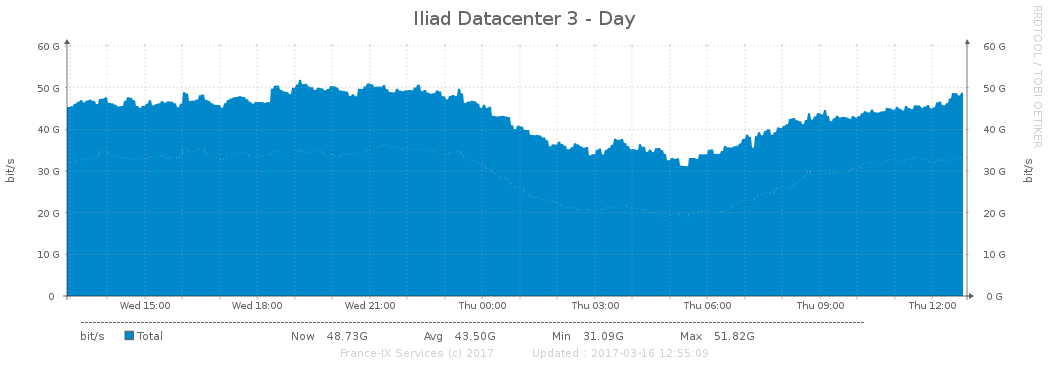 Iliad Datacenter 3 - Day
RRDTOOL / TOBI OETIKER
60 G 60 G
50 G 50 G
40 G 40 G
30 G 30 G
20 G 20 G
10 G 10 G
0 0 G
bit/s
bit/s
Wed 15:00 Wed 18:00 Wed 21:00 Thu 00:00 Thu 03:00 Thu 06:00 Thu 09:00 Thu 12:00
bit/s Total Now 48.73G Avg 43.50G Min 31.09G Max 51.82G
France-IX Services (c) 2017 Updated : 2017-03-16 12:55:09